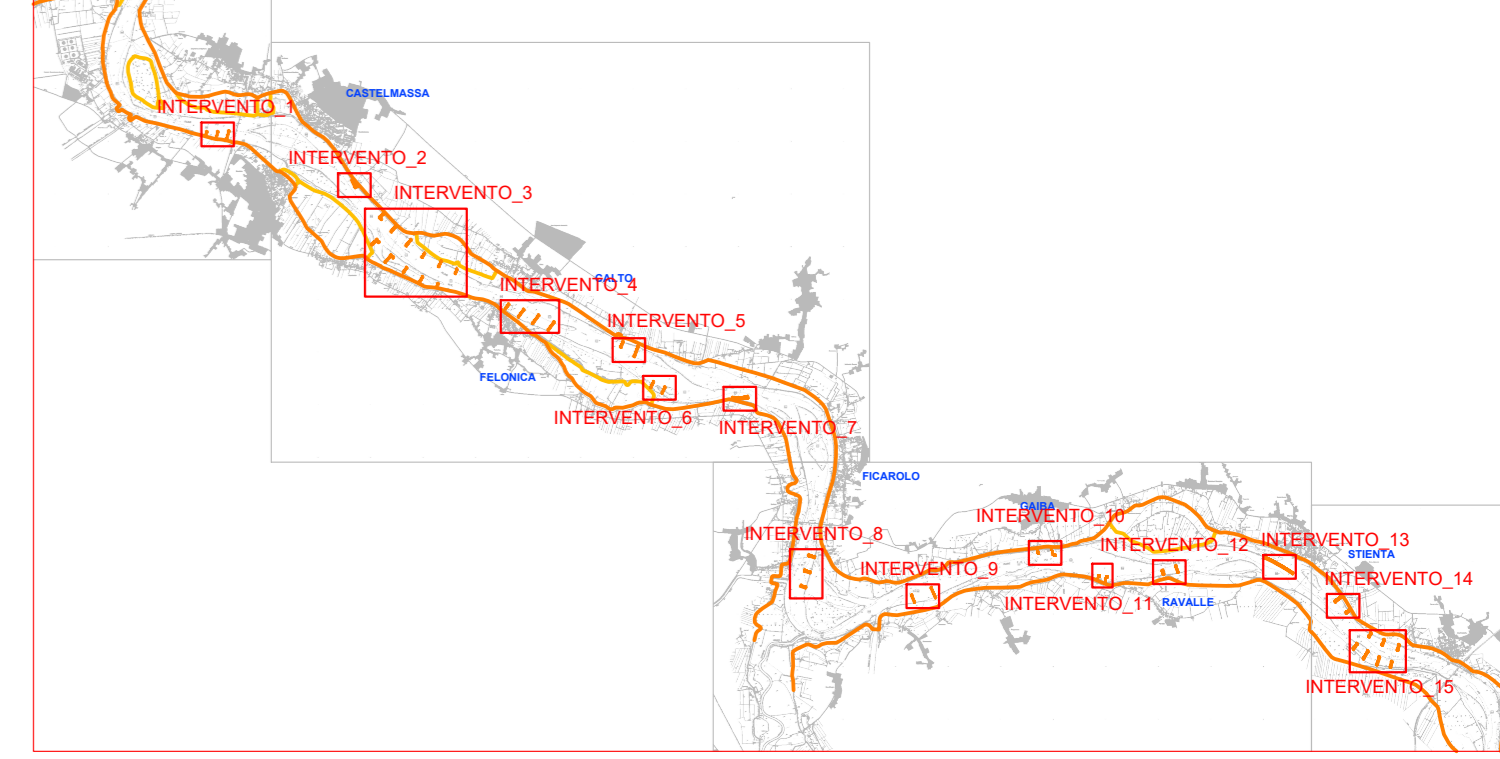 CASTELMASSA
INTERVENTO_1
INTERVENTO_2
INTERVENTO_3
CALTO
INTERVENTO_4
INTERVENTO_5
FELONICA
INTERVENTO_6
INTERVENTO_7
FICAROLO
GAIBA
INTERVENTO_10
INTERVENTO_8
INTERVENTO_12
INTERVENTO_13
STIENTA
INTERVENTO_9
INTERVENTO_14
INTERVENTO_11
RAVALLE
INTERVENTO_15